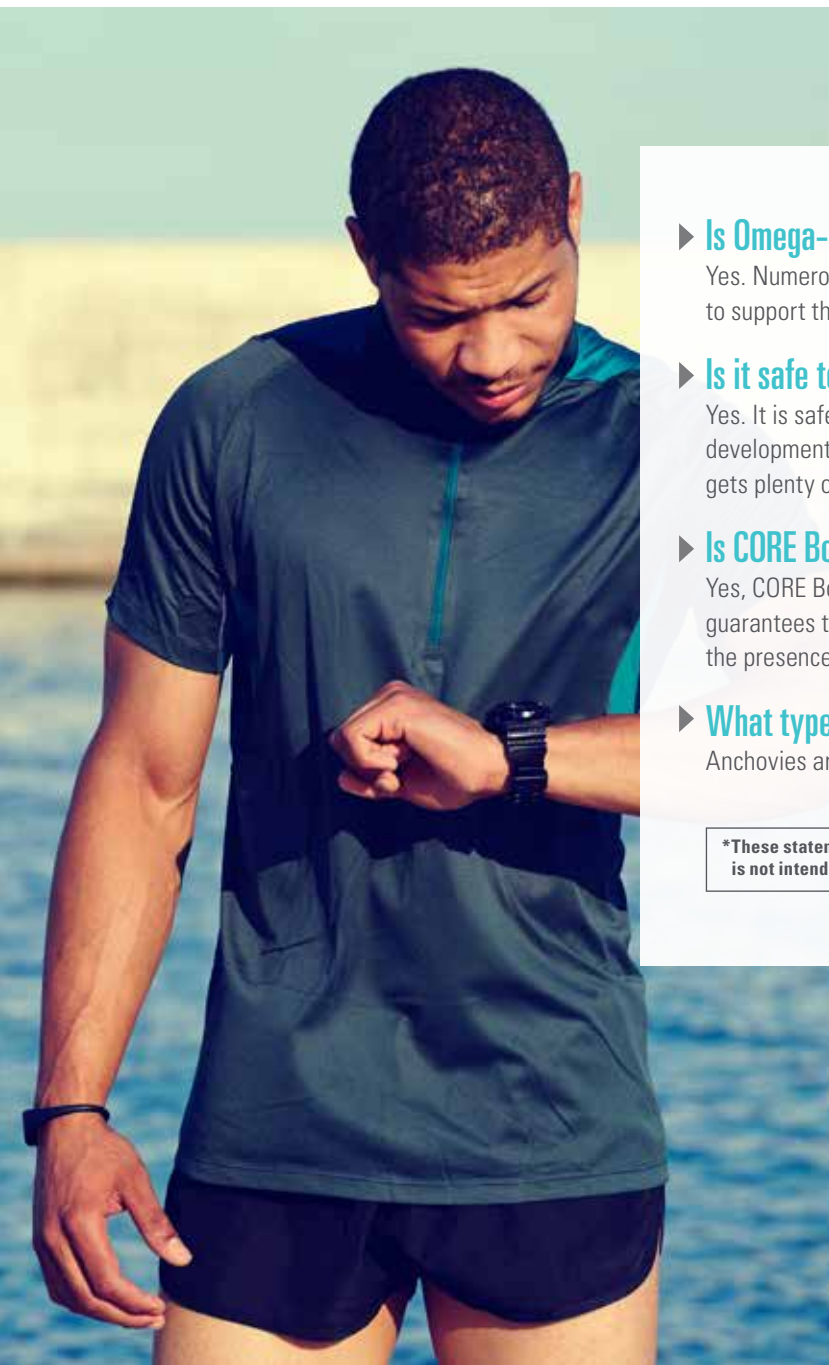 Is Omega-
Yes. Numero
to support th
Is it safe to
Yes. It is safe
development
gets plenty o
Is CORE Bo
Yes, CORE Bo
guarantees t
the presence
What type
Anchovies ar
*These staten
is not intend